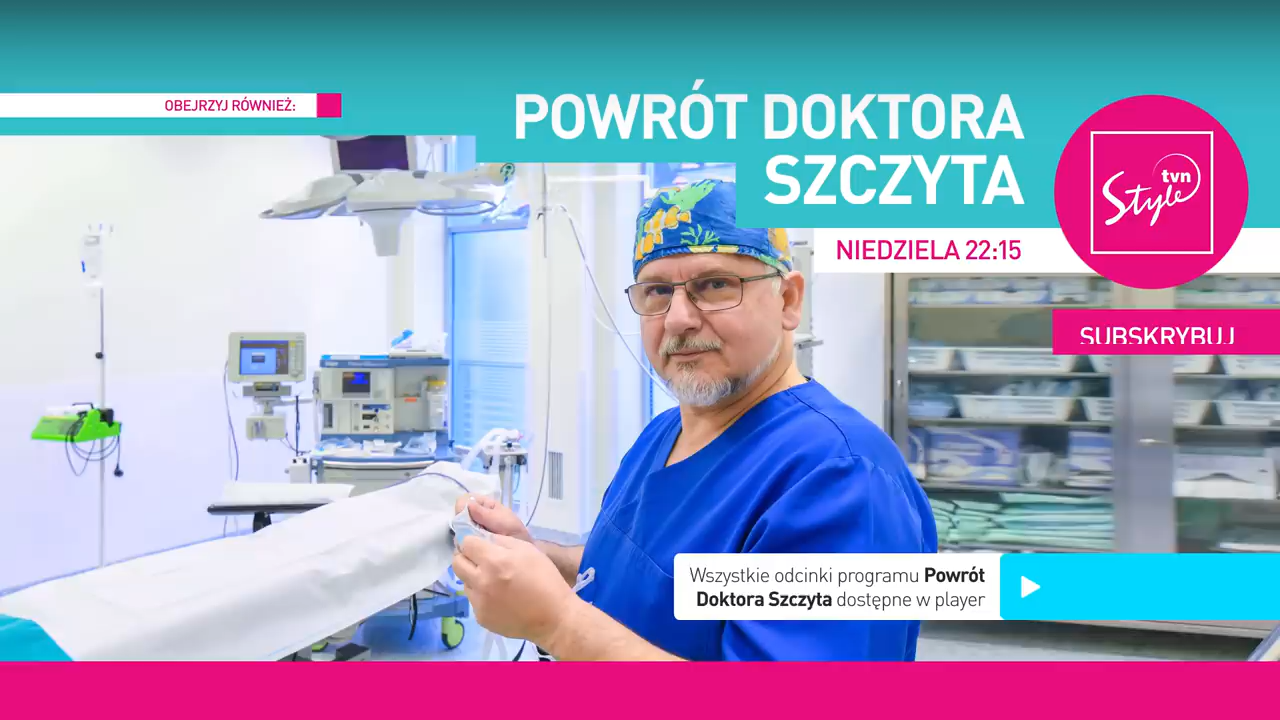 OBEJRZYJ RÓWNIEŻ:
POWRÓT DOKTORA
SZCZYTA
tvn
Style
NIEDZIELA 22:15
SUBSKRYBUJ
Wszystkie odcinki programu Powrót
Doktora Szczyta dostępne w player